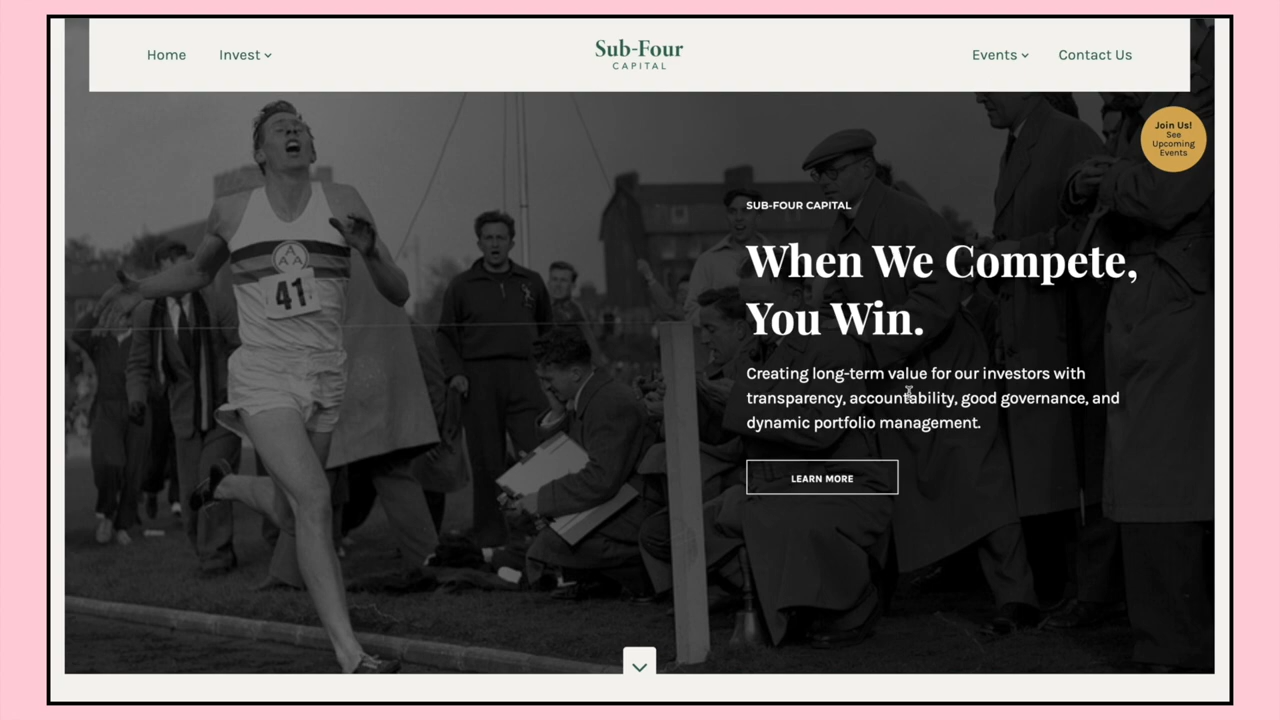 Home
Invest
Sub-Four
CAPITAL
Events
Contact Us
Join Us!
See
Upcoming
Events
SUB-FOUR CAPITAL
When We Compete,
You Win.
Creating long-term value for our investors with
transparency, accountability, good governance, and
dynamic portfolio management.
LEARN MORE
AAA
41